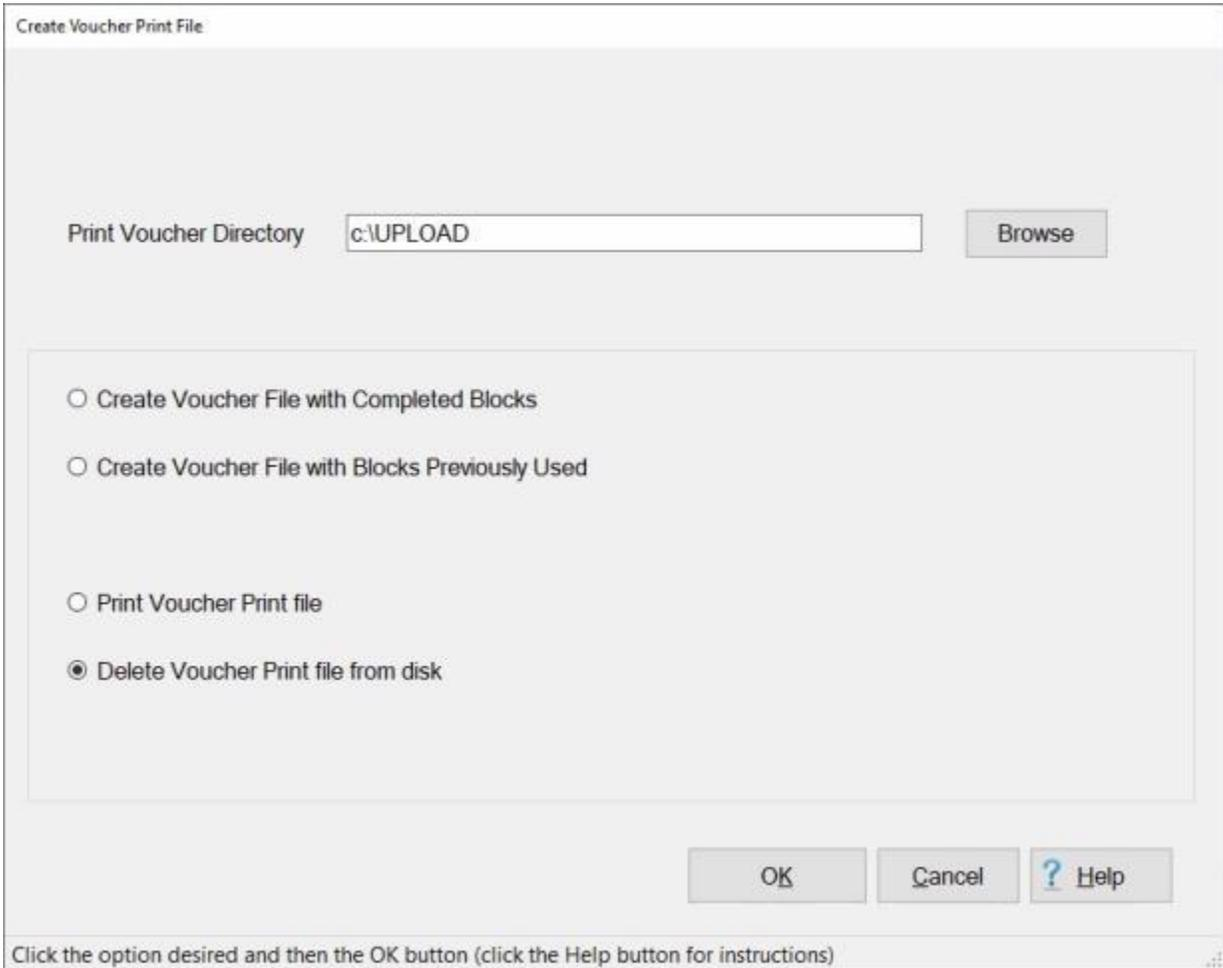 Create Voucher Print File
Print Voucher Directory c:\UPLOAD Browse
Create Voucher File with Completed Blocks
Create Voucher File with Blocks Previously Used
Print Voucher Print file
Delete Voucher Print file from disk
OK Cancel ? Help
Click the option desired and then the OK button (click the Help button for instructions)